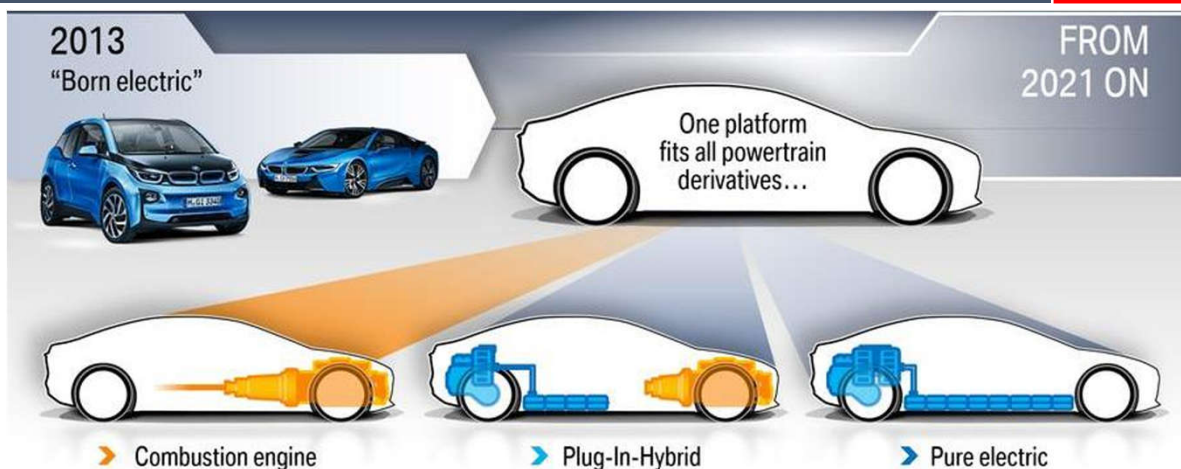 2013
“Born electric”
FROM
2021 ON
One platform
fits all powertrain
derivatives...
Combustion engine
Plug-In-Hybrid
Pure electric